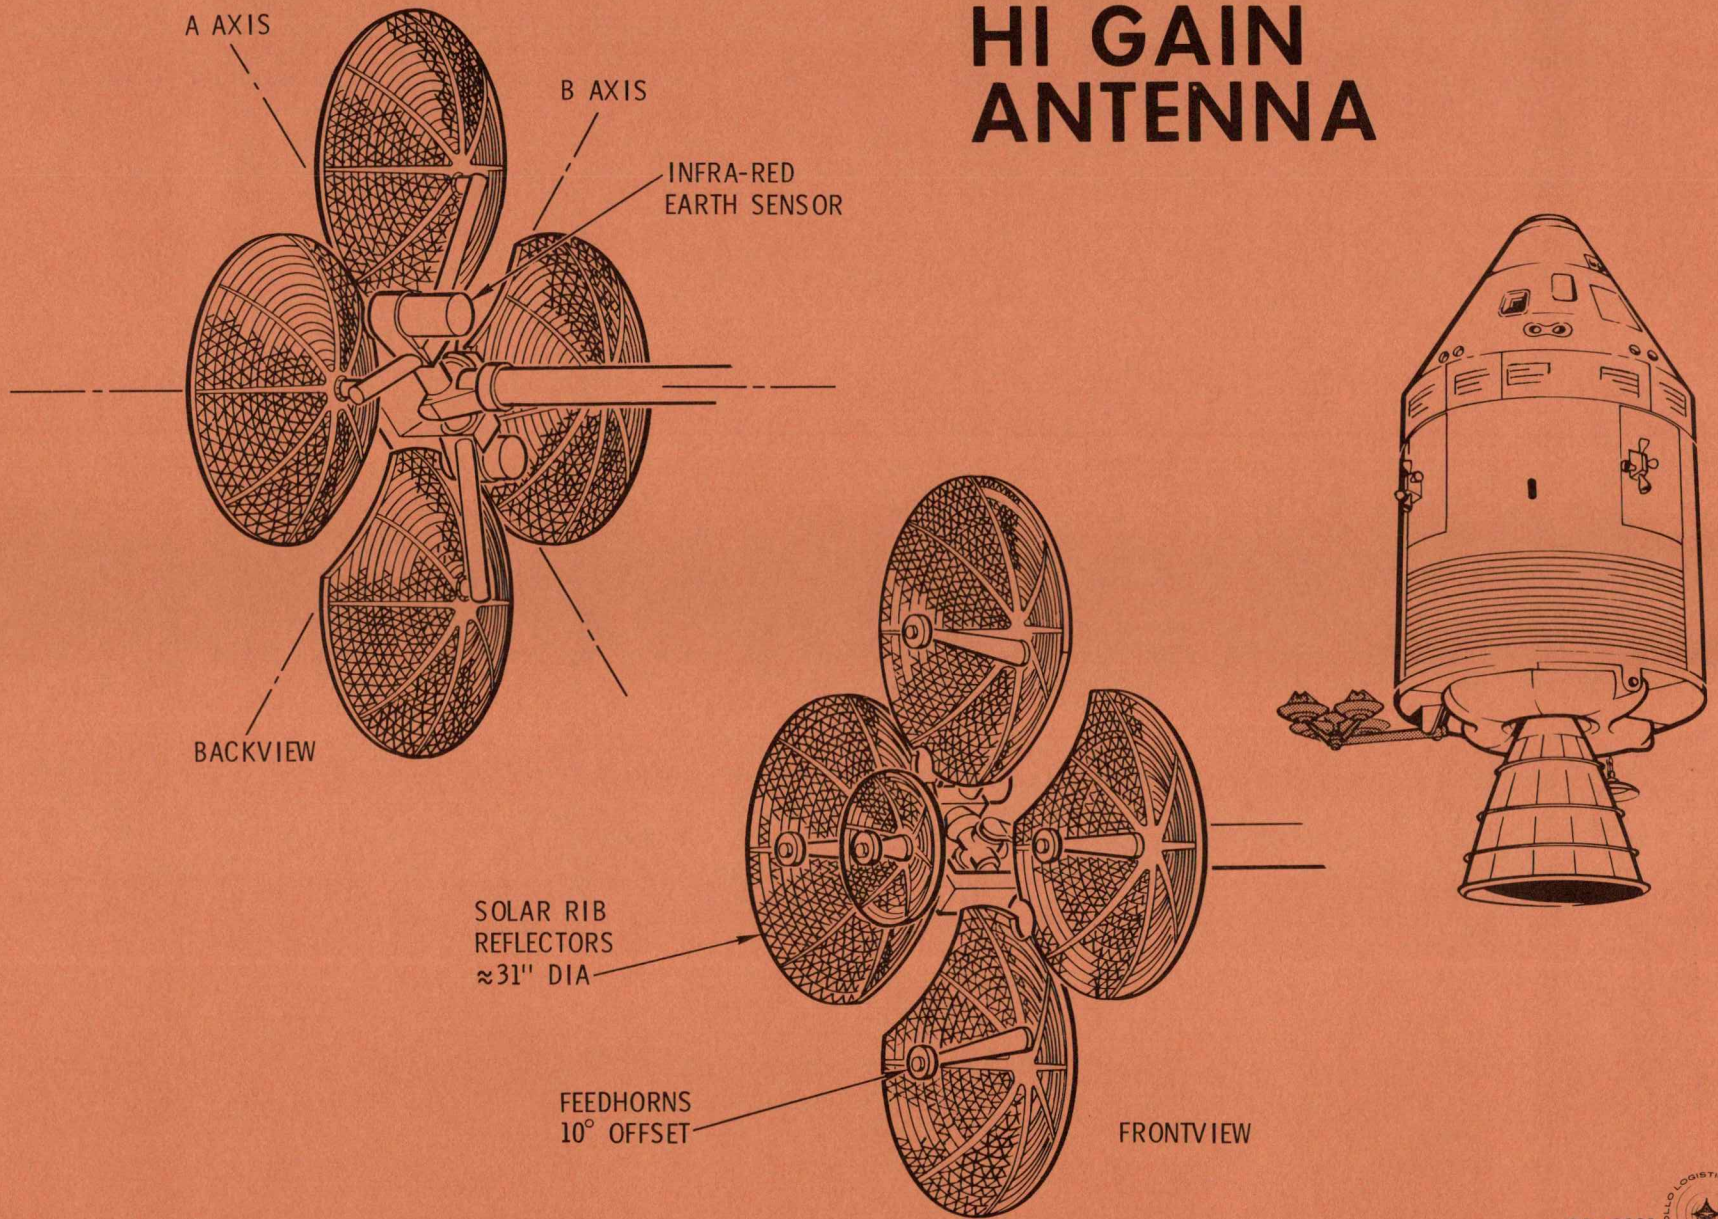 HI GAIN
ANTENNA
A AXIS
B AXIS
INFRA-RED
EARTH SENSOR
BACKVIEW
SOLAR RIB
REFLECTORS
≈31" DIA
FEEDHORNS
10° OFFSET
FRONTVIEW